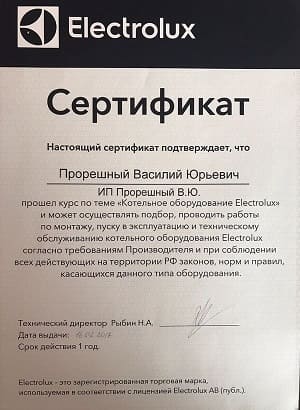 Electrolux
Сертификат
Настоящий сертификат подтверждает, что
Прорешный Василий Юрьевич
ИП Прорешный В.Ю.
прошел курс по теме «Котельное оборудование Electrolux»
и может осуществлять подбор, проводить работы
по монтажу, пуску в эксплуатацию и техническому
обслуживанию котельного оборудования Electrolux
согласно требованиям Производителя и при соблюдении
всех действующих на территории РФ законов, норм и правил,
касающихся данного типа оборудования.
Технический директор Рыбин Н.А.
Дата выдачи:
Срок действия 1 год.
Electrolux - это зарегистрированная торговая марка,
используемая в соответствии с лицензией Electrolux AB (публ.).